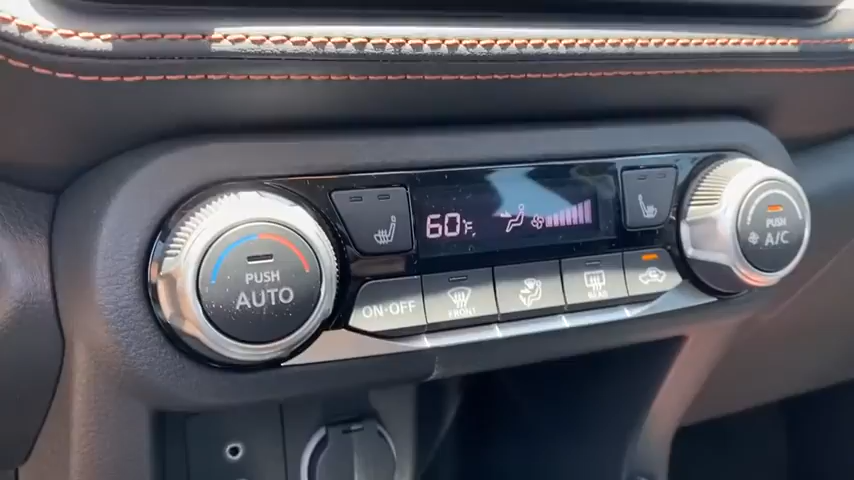 60°F
PUSH
AUTO
PUSH
A/C
ON·OFF
FRONT
REAR